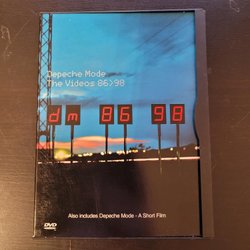 Depeche Mode
The Videos 86>98
dm 86 98
Also includes Depeche Mode - A Short Film
DVD